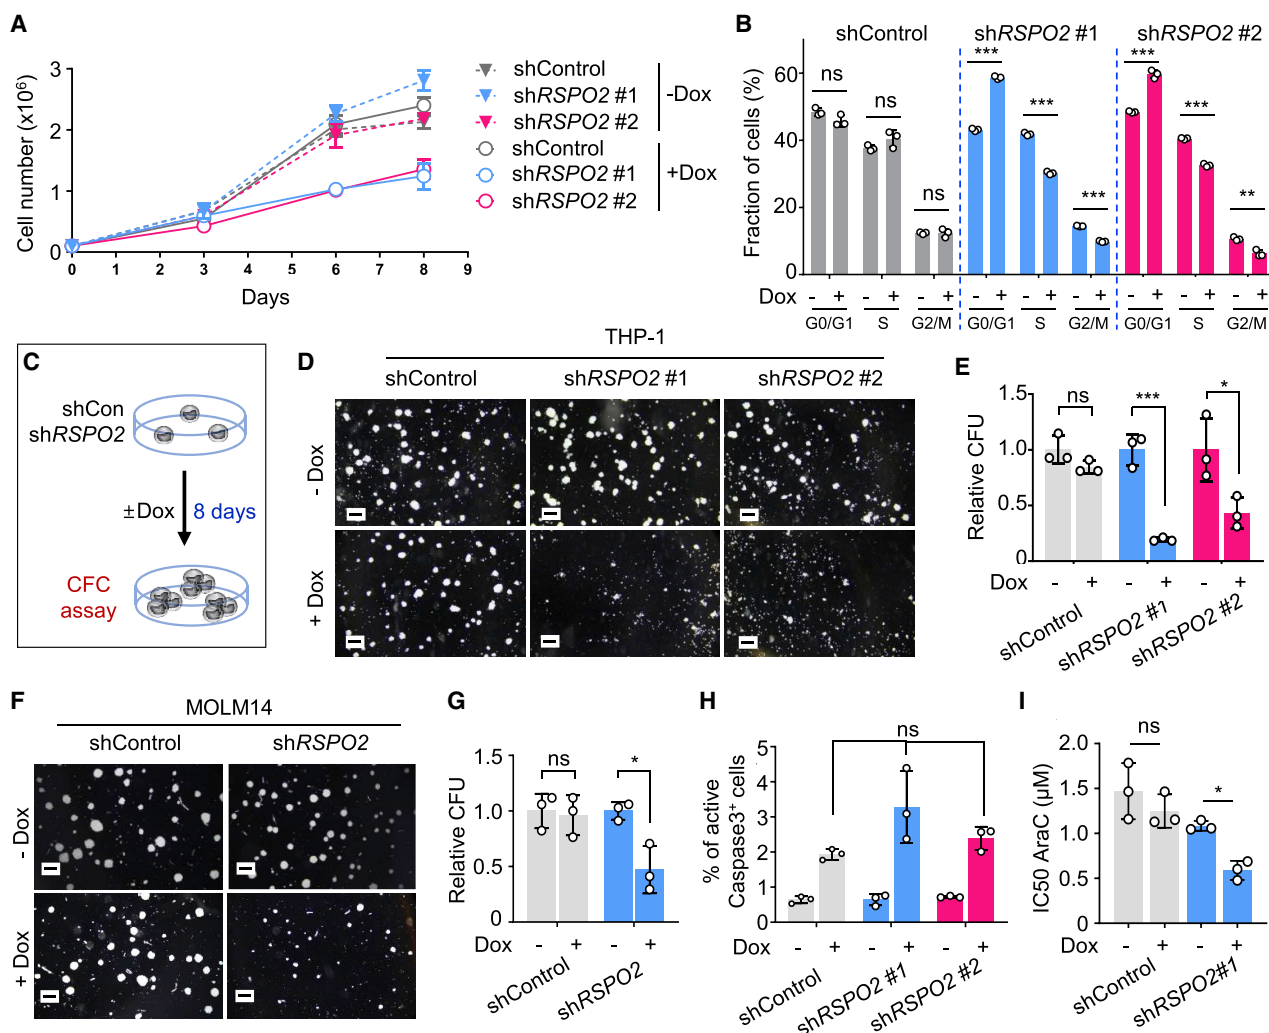 A
Cell number (x10⁶)
3
2
1
0
0 1 2 3 4 5 6 7 8 9
Days
shControl
shRSPO2 #1
shRSPO2 #2
-Dox
shControl
shRSPO2 #1
shRSPO2 #2
+Dox
B
shControl shRSPO2 #1 shRSPO2 #2
Fraction of cells (%)
60
40
20
0
ns ns ns *** *** *** *** *** **
Dox - + - + - + - + - + - + - + - + - +
G0/G1 S G2/M G0/G1 S G2/M G0/G1 S G2/M
C
shCon
shRSPO2
±Dox 8 days
CFC
assay
D
THP-1
shControl shRSPO2 #1 shRSPO2 #2
- Dox
+ Dox
E
Relative CFU
1.5
1.0
0.5
0
ns *** *
Dox - + - + - +
shControl shRSPO2 #1 shRSPO2 #2
F
MOLM14
shControl shRSPO2
- Dox
+ Dox
G
Relative CFU
1.5
1.0
0.5
0
ns *
Dox - + - +
shControl shRSPO2
H
% of active
Caspase3⁺ cells
5
4
3
2
1
0
ns
Dox - + - + - +
shControl shRSPO2 #1 shRSPO2 #2
I
IC50 AraC (µM)
2.0
1.5
1.0
0.5
0
ns *
Dox - + - +
shControl shRSPO2#1